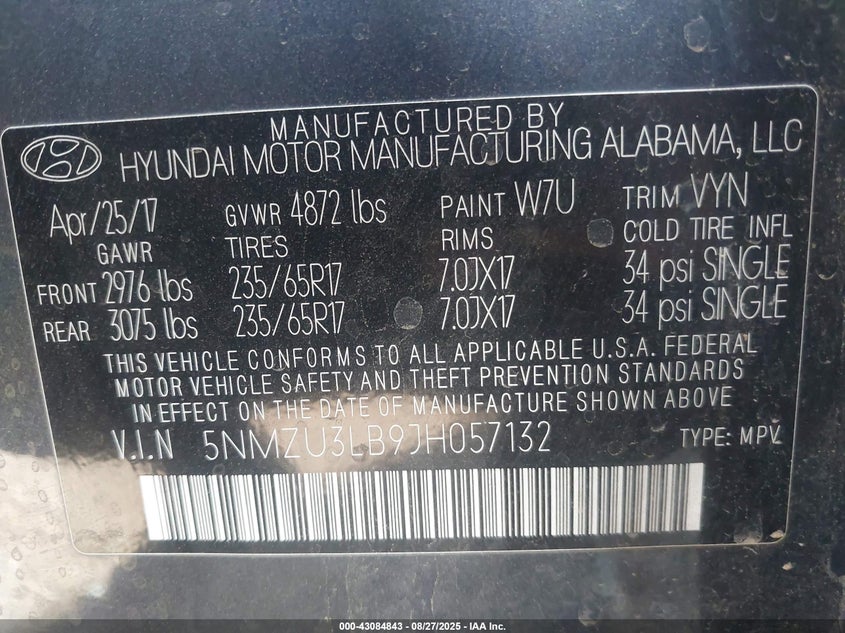 MANUFACTURED BY
HYUNDAI MOTOR MANUFACTURING ALABAMA, LLC
Apr/25/17 GVWR 4872 lbs PAINT W7U TRIM VYN
GAWR TIRES RIMS COLD TIRE INFL
FRONT 2976 lbs 235/65R17 7.0JX17 34 psi SINGLE
REAR 3075 lbs 235/65R17 7.0JX17 34 psi SINGLE
THIS VEHICLE CONFORMS TO ALL APPLICABLE U.S.A. FEDERAL
MOTOR VEHICLE SAFETY AND THEFT PREVENTION STANDARDS
IN EFFECT ON THE DATE OF MANUFACTURE SHOWN ABOVE
V.I.N 5NMZU3LB9JH057132 TYPE: MPV
000-43084843 - 08/27/2025 - IAA Inc.